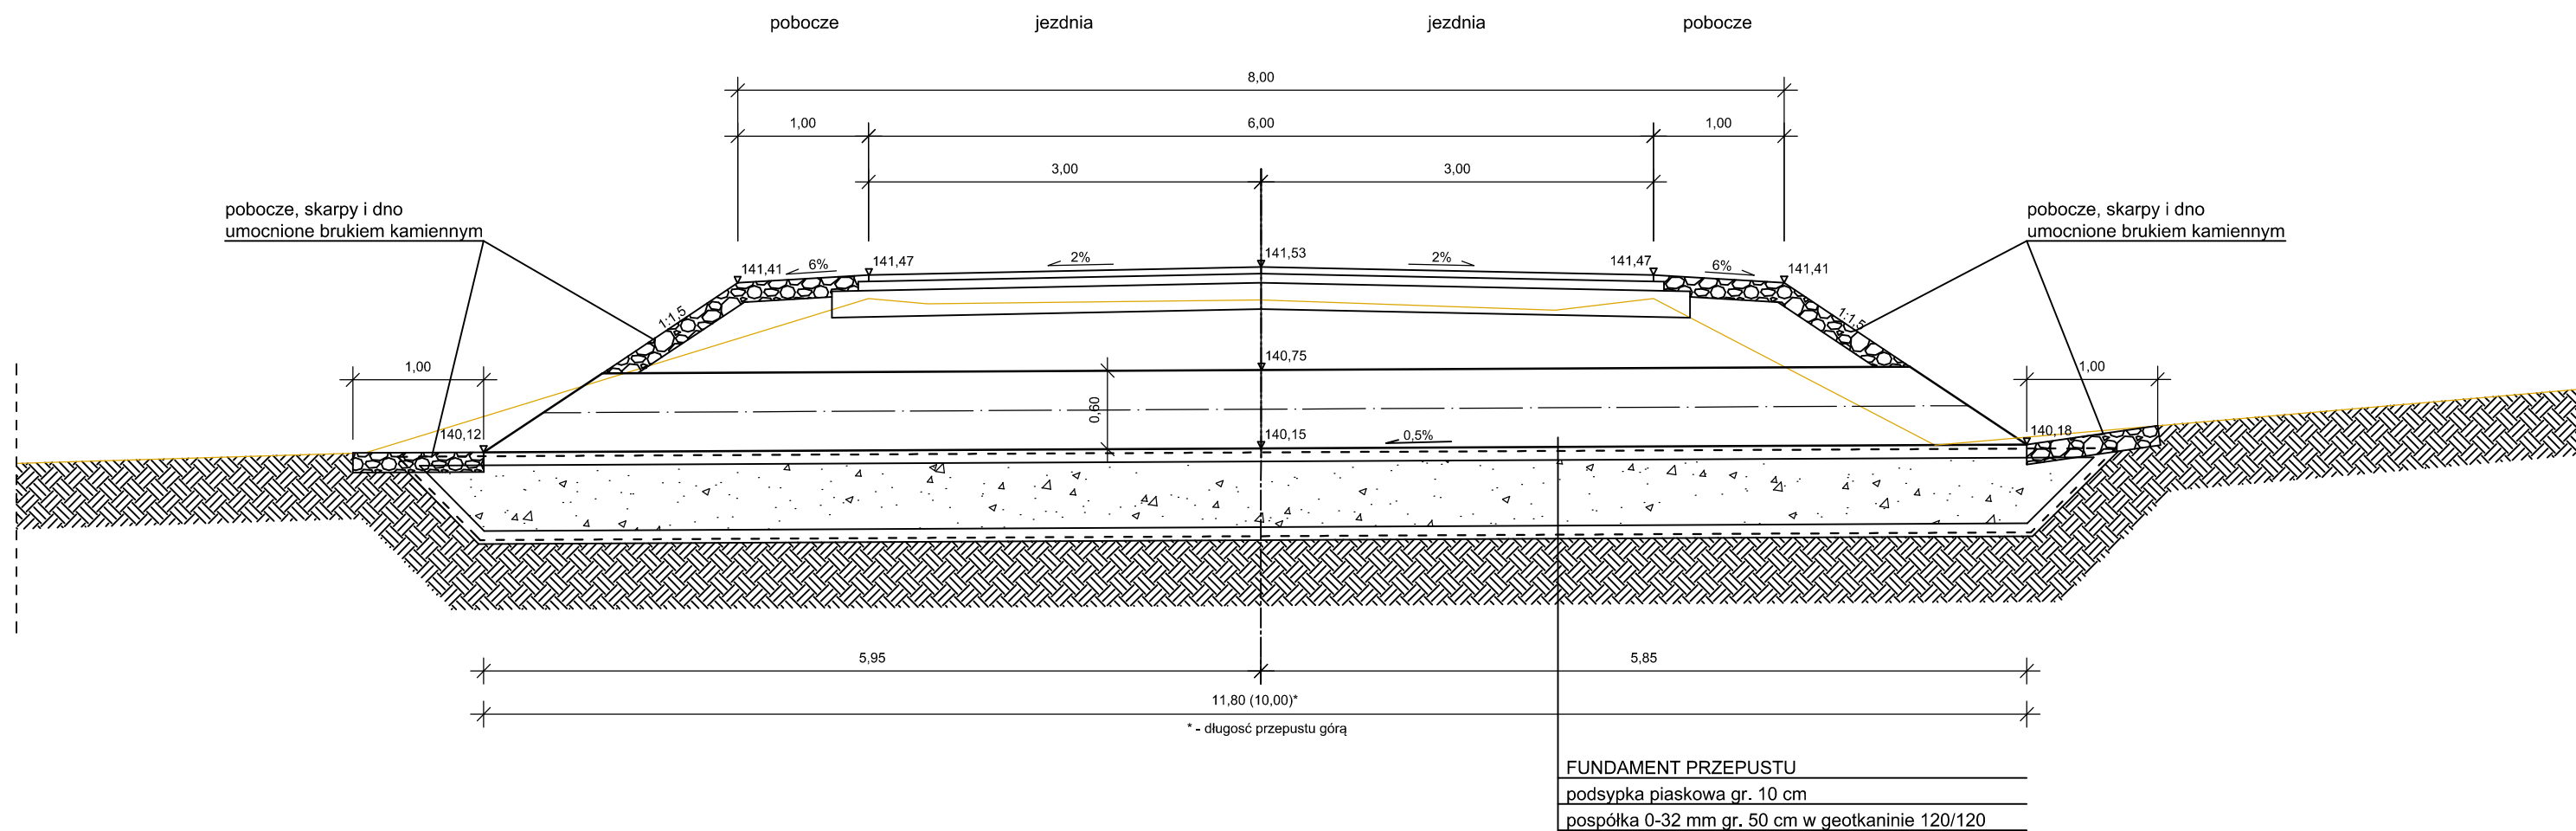 pobocze jezdnia jezdnia pobocze
8,00
1,00 6,00 1,00
3,00 3,00
pobocze, skarpy i dno
umocnione brukiem kamiennym
pobocze, skarpy i dno
umocnione brukiem kamiennym
141,41 6% 141,47 2% 141,53 2% 141,47 6% 141,41
1:1,5 1:1,5
140,75
1,00 1,00
0,60
140,12 140,15 0,5% 140,18
5,95 5,85
11,80 (10,00)*
* - długosć przepustu górą
FUNDAMENT PRZEPUSTU
podsypka piaskowa gr. 10 cm
pospółka 0-32 mm gr. 50 cm w geotkaninie 120/120